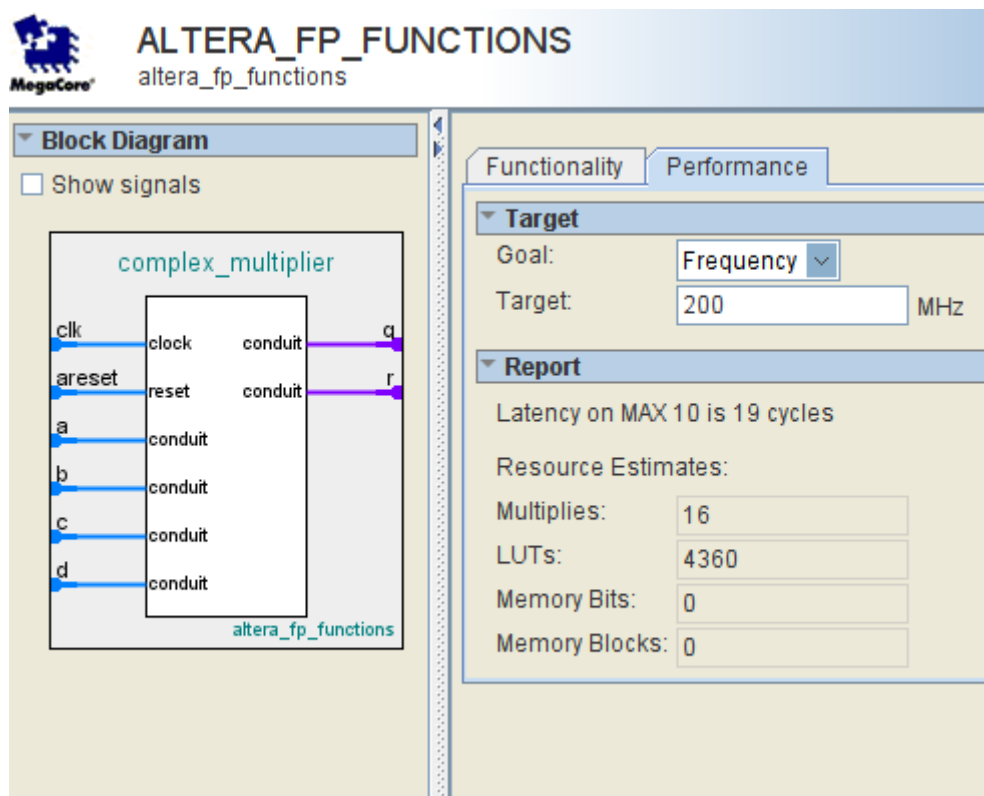 ALTERA_FP_FUNCTIONS
altera_fp_functions
MegaCore®
Block Diagram
Show signals
complex_multiplier
clk
clock
conduit
q
areset
reset
conduit
r
a
conduit
b
conduit
c
conduit
d
conduit
altera_fp_functions
Functionality
Performance
Target
Goal:
Frequency
Target:
200
MHz
Report
Latency on MAX 10 is 19 cycles
Resource Estimates:
Multiplies:
16
LUTs:
4360
Memory Bits:
0
Memory Blocks:
0